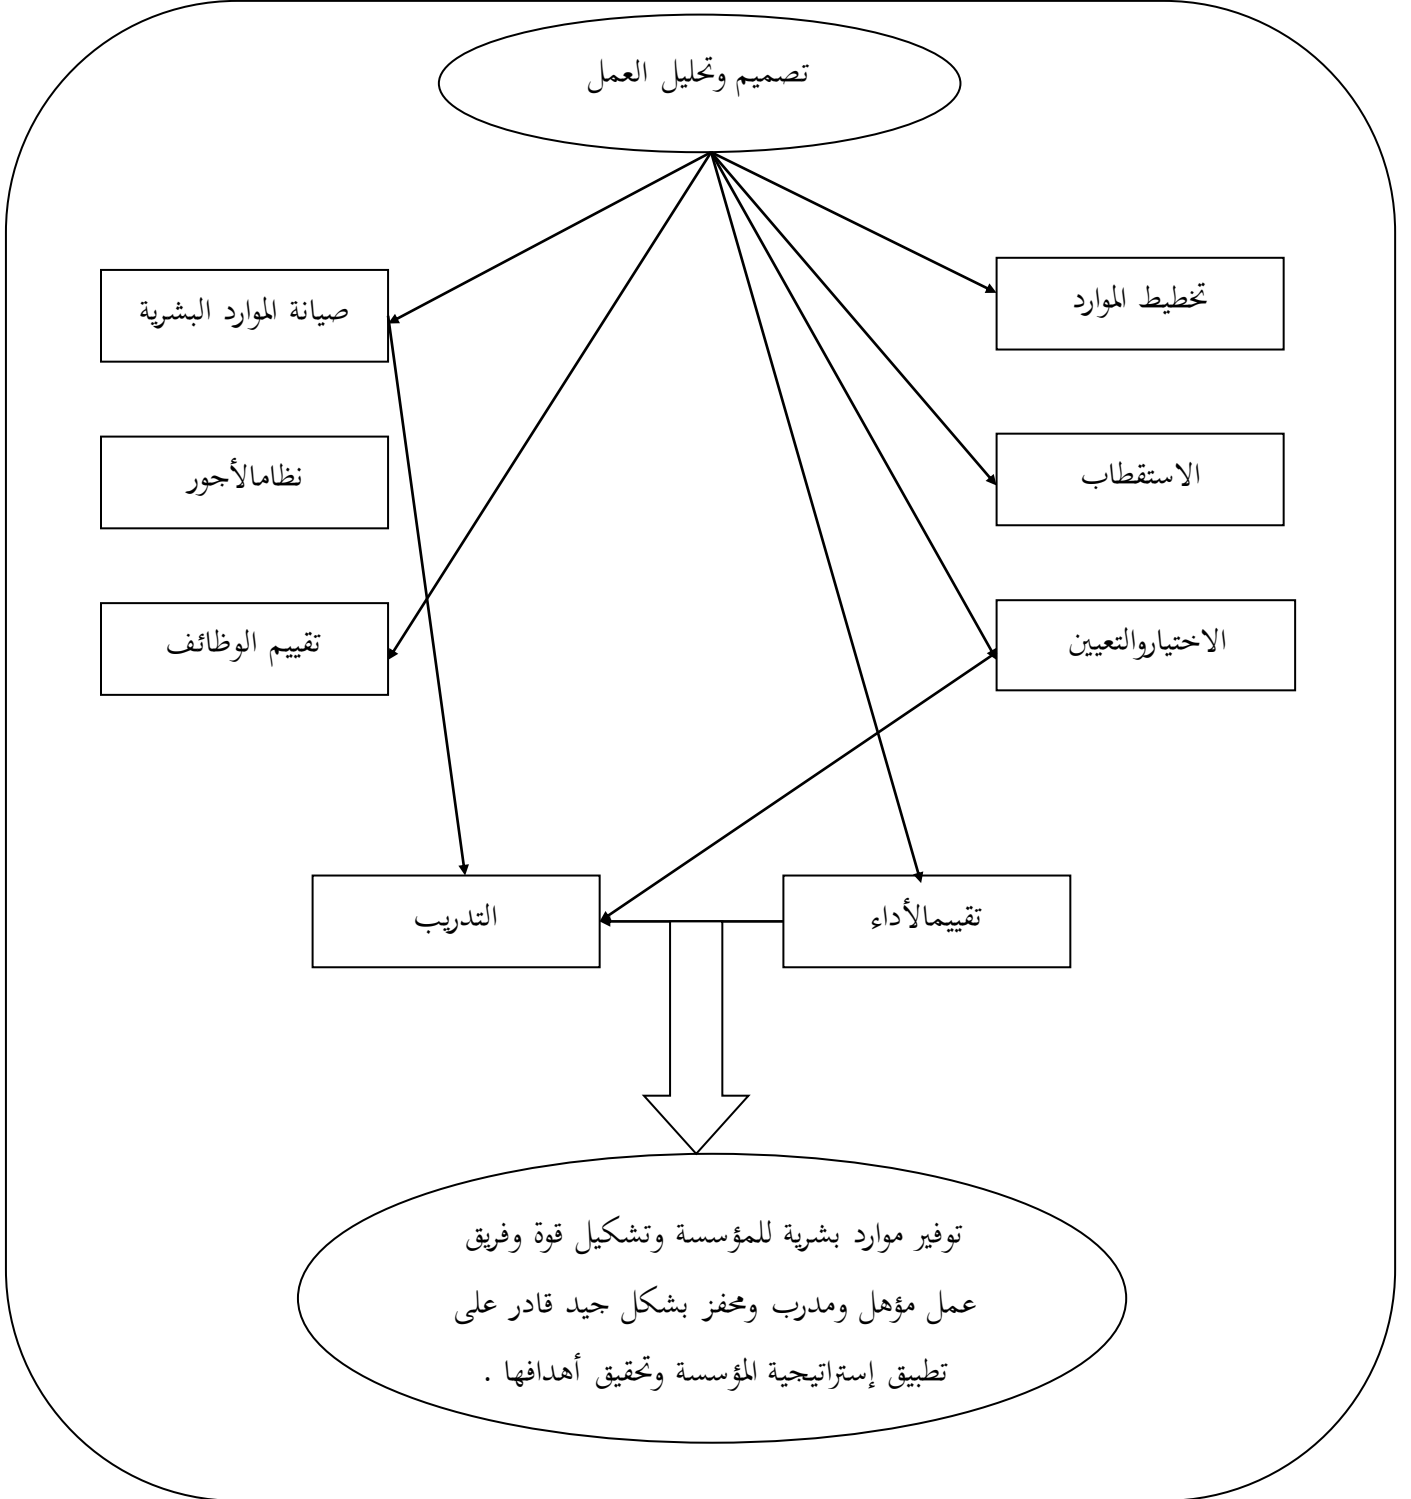 تصميم وتحليل العمل
تخطيط الموارد
صيانة الموارد البشرية
الاستقطاب
نظامالأجور
الاختياروالتعيين
تقييم الوظائف
تقييمالأداء
التدريب
توفير موارد بشرية للمؤسسة وتشكيل قوة وفريق
عمل مؤهل ومدرب ومحفز بشكل جيد قادر على
تطبيق إستراتيجية المؤسسة وتحقيق أهدافها .